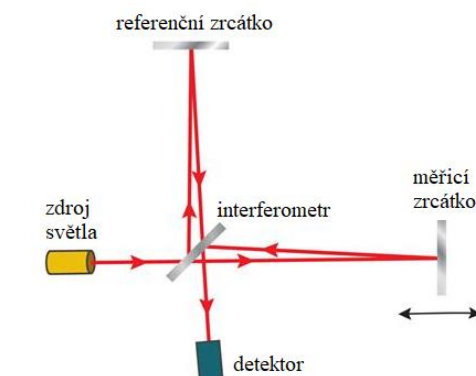 referenční zrcátko
měřicí
zrcátko
zdroj
světla
interferometr
detektor